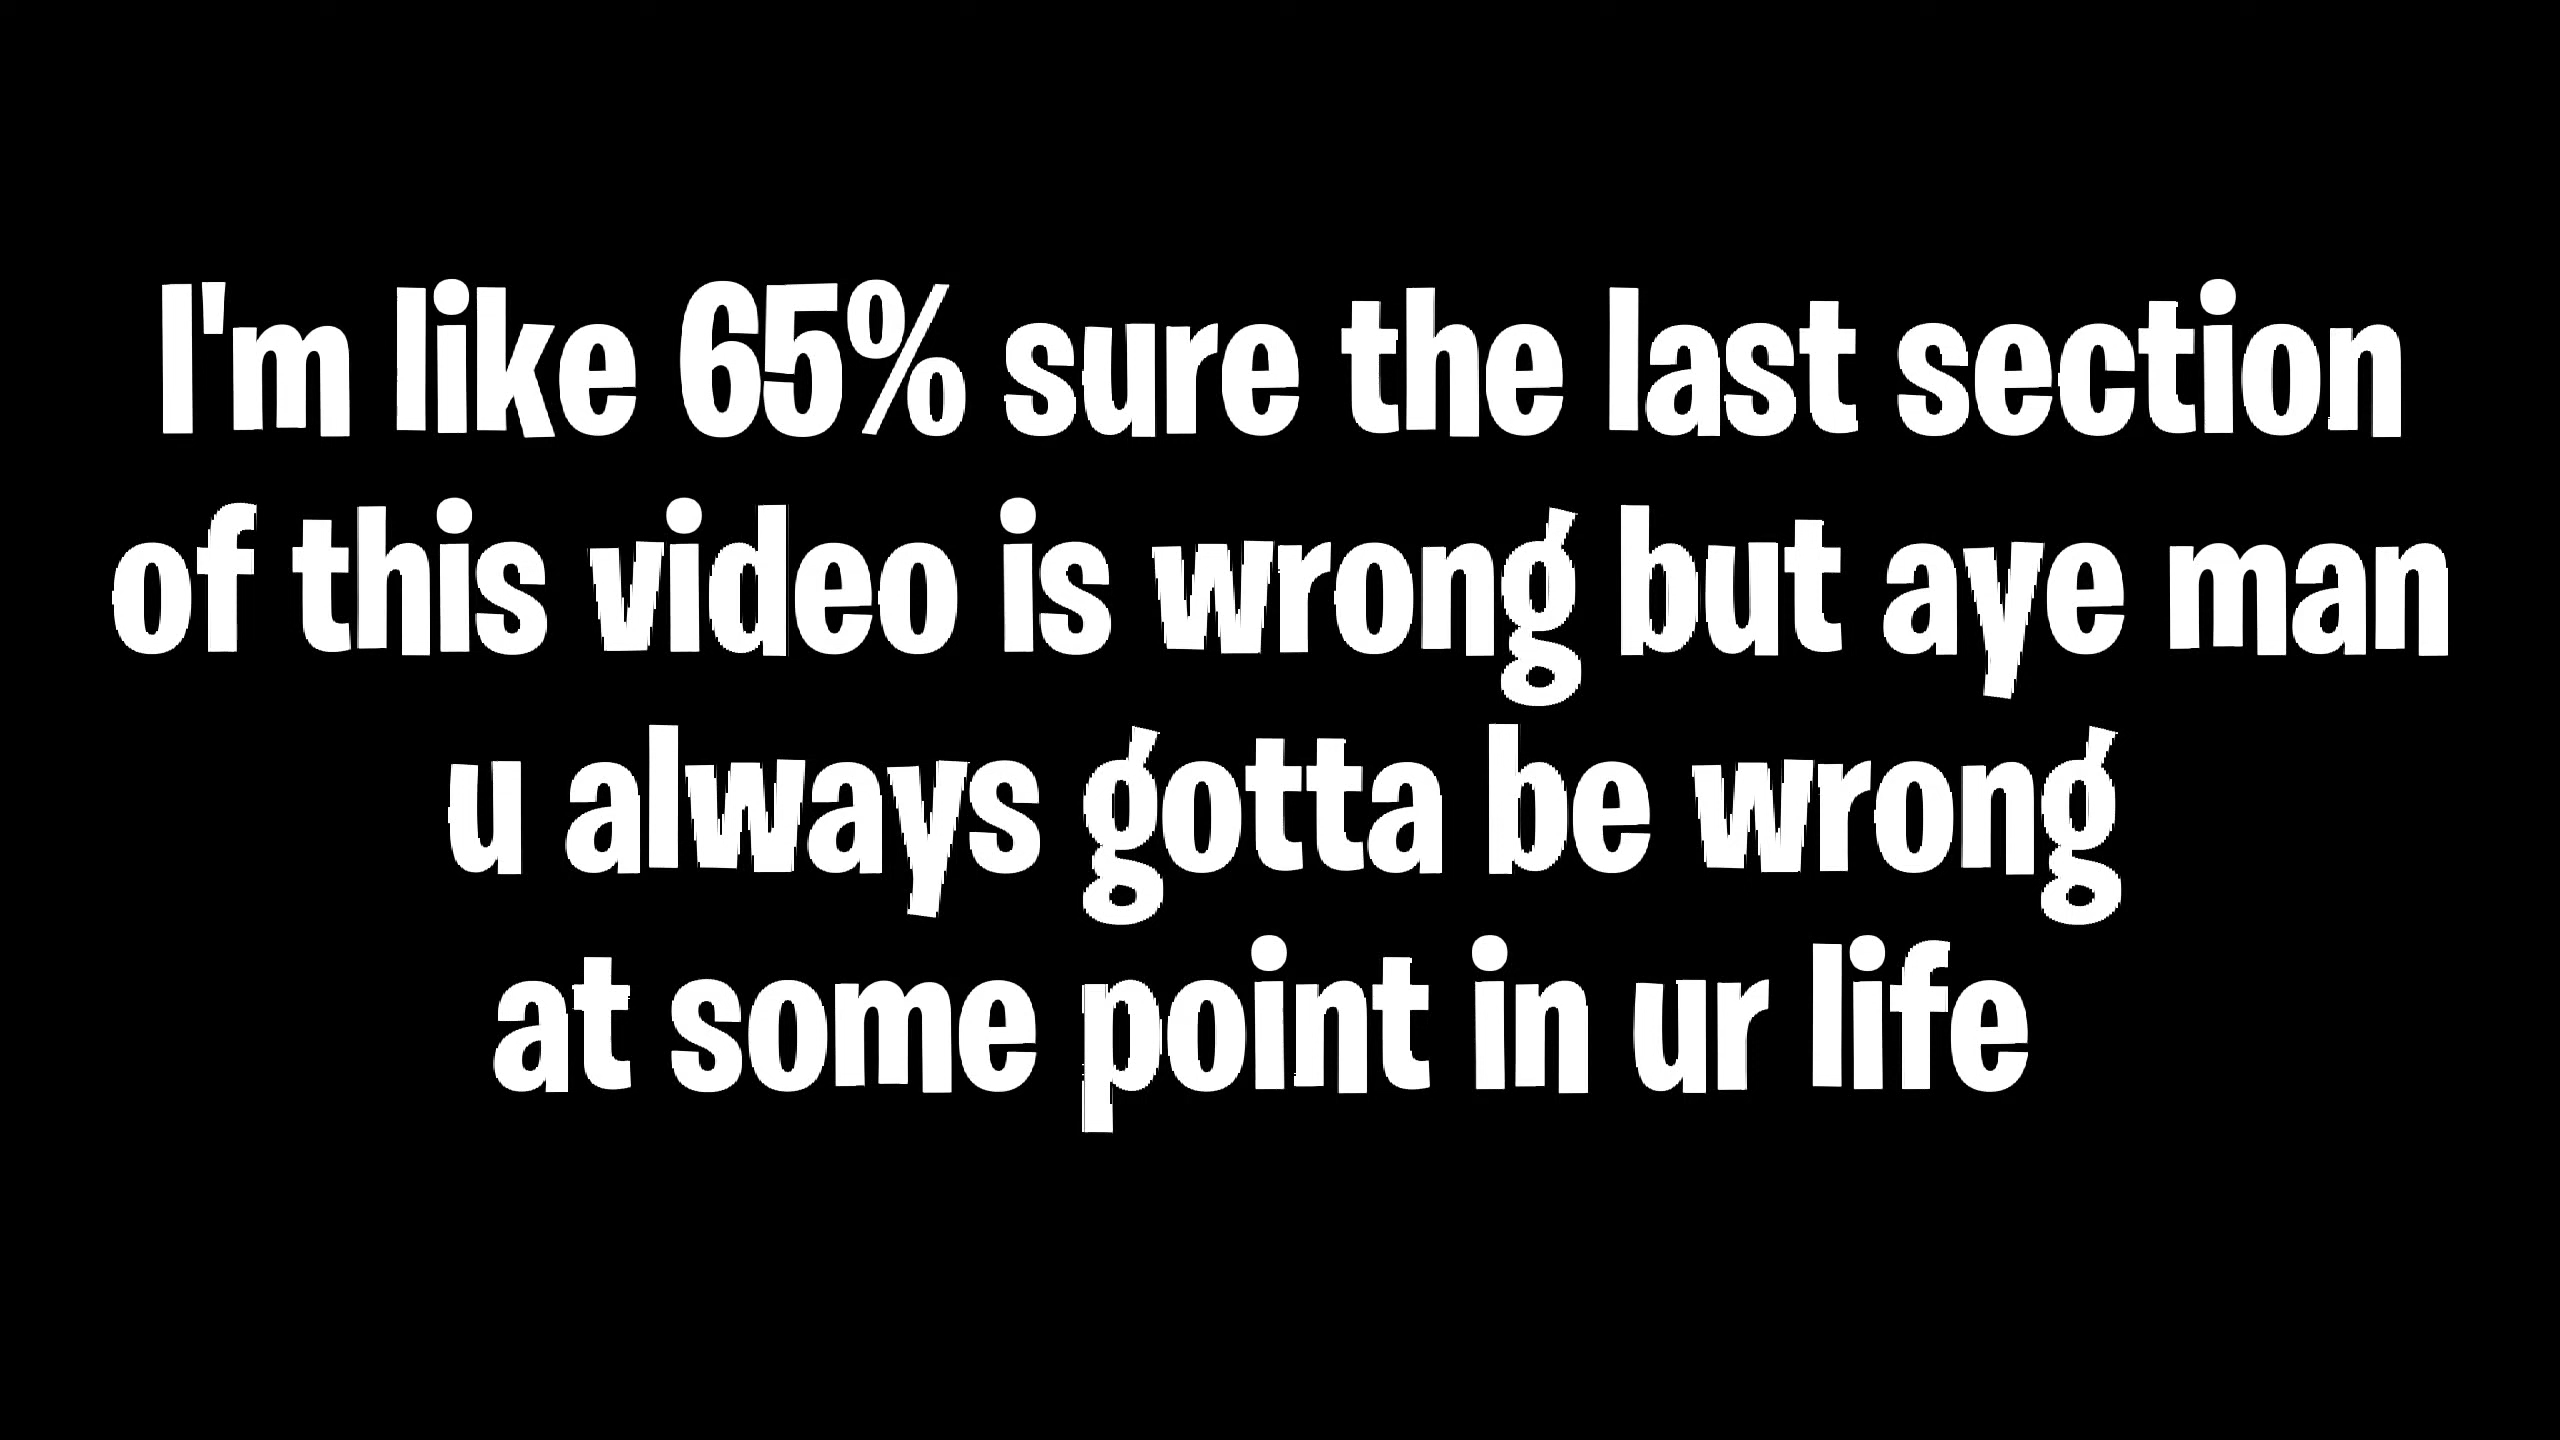 I'm like 65% sure the last section
of this video is wrong but aye man
u always gotta be wrong
at some point in ur life